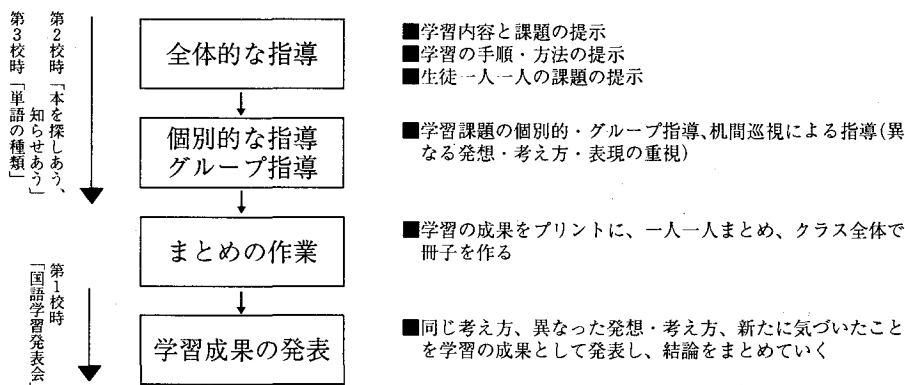 第2校時「本を探しあう、
知らせあう」
第3校時「単語の種類」
全体的な指導
■学習内容と課題の提示
■学習の手順・方法の提示
■生徒一人一人の課題の提示
個別的な指導
グループ指導
■学習課題の個別的・グループ指導、机間巡視による指導(異
なる発想・考え方・表現の重視)
まとめの作業
■学習の成果をプリントに、一人一人まとめ、クラス全体で
冊子を作る
第1校時
「国語学習発表会」
学習成果の発表
■同じ考え方、異なった発想・考え方、新たに気づいたこと
を学習の成果として発表し、結論をまとめていく